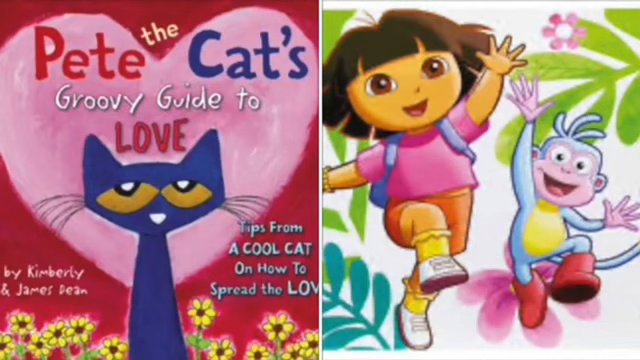 Pete the Cat's
Groovy Guide to
LOVE
Tips From
A COOL CAT
On How To
Spread the LOV
by Kimberly
& James Dean